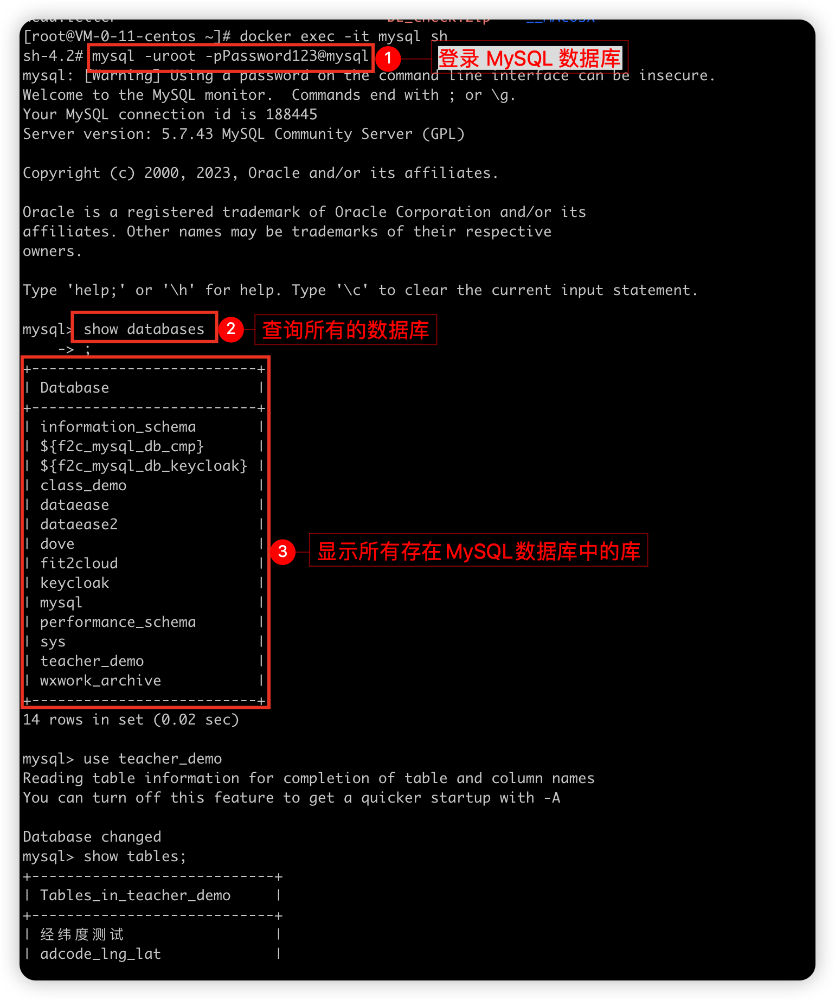 [root@VM-0-11-centos ~]# docker exec -it mysql sh
sh-4.2# mysql -uroot -pPassword123@mysql 1 登录 MySQL 数据库
mysql: [Warning] Using a password on the command line interface can be insecure.
Welcome to the MySQL monitor.  Commands end with ; or \g.
Your MySQL connection id is 188445
Server version: 5.7.43 MySQL Community Server (GPL)
Copyright (c) 2000, 2023, Oracle and/or its affiliates.
Oracle is a registered trademark of Oracle Corporation and/or its
affiliates. Other names may be trademarks of their respective
owners.
Type 'help;' or '\h' for help. Type '\c' to clear the current input statement.
mysql> show databases 2 查询所有的数据库
    -> ;
+--------------------------+
| Database                 |
+--------------------------+
| information_schema       |
| ${f2c_mysql_db_cmp}      |
| ${f2c_mysql_db_keycloak} |
| class_demo               |
| dataease                 |
| dataease2                |
| dove                     |
3 显示所有存在MySQL数据库中的库
| fit2cloud                |
| keycloak                 |
| mysql                    |
| performance_schema       |
| sys                      |
| teacher_demo             |
| wxwork_archive           |
+--------------------------+
14 rows in set (0.02 sec)
mysql> use teacher_demo
Reading table information for completion of table and column names
You can turn off this feature to get a quicker startup with -A
Database changed
mysql> show tables;
+----------------------------+
| Tables_in_teacher_demo     |
+----------------------------+
| 经纬度测试                 |
| adcode_lng_lat             |